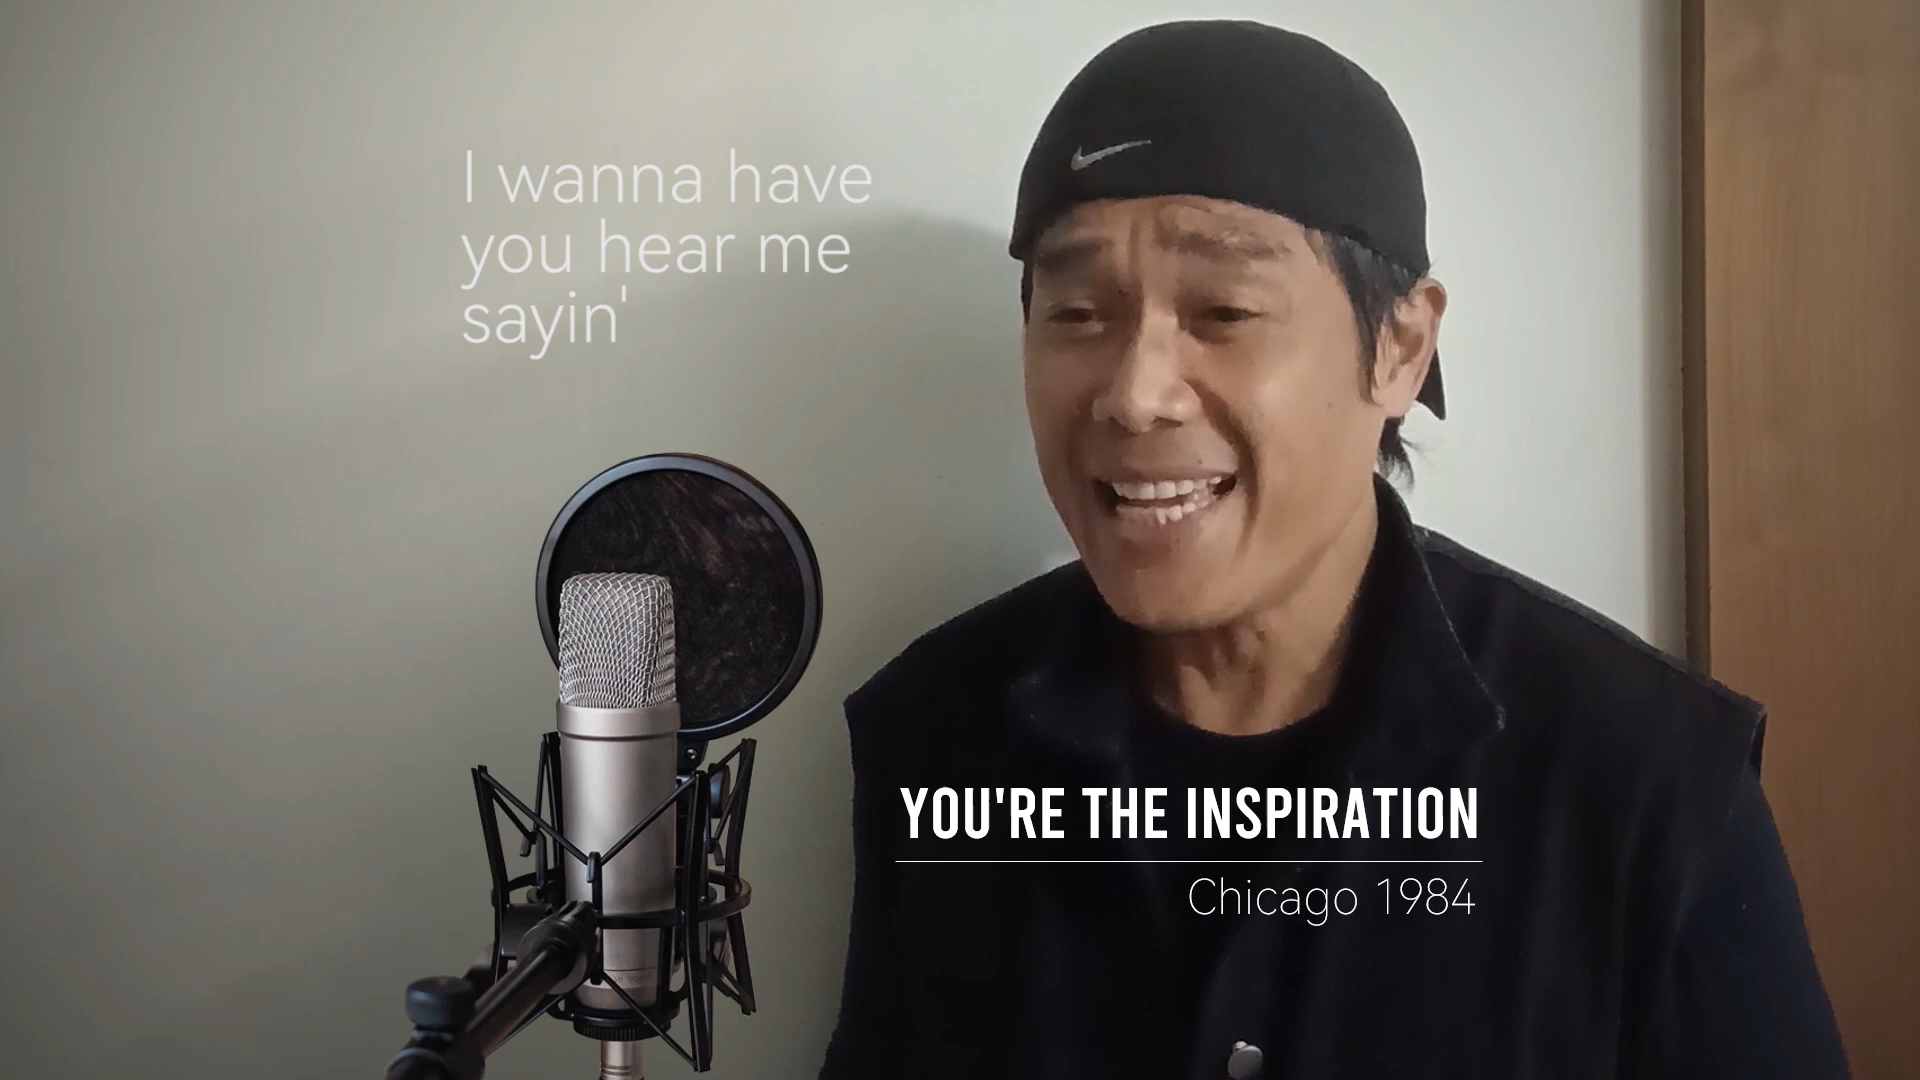 I wanna have
you hear me
sayin'
YOU'RE THE INSPIRATION
Chicago 1984